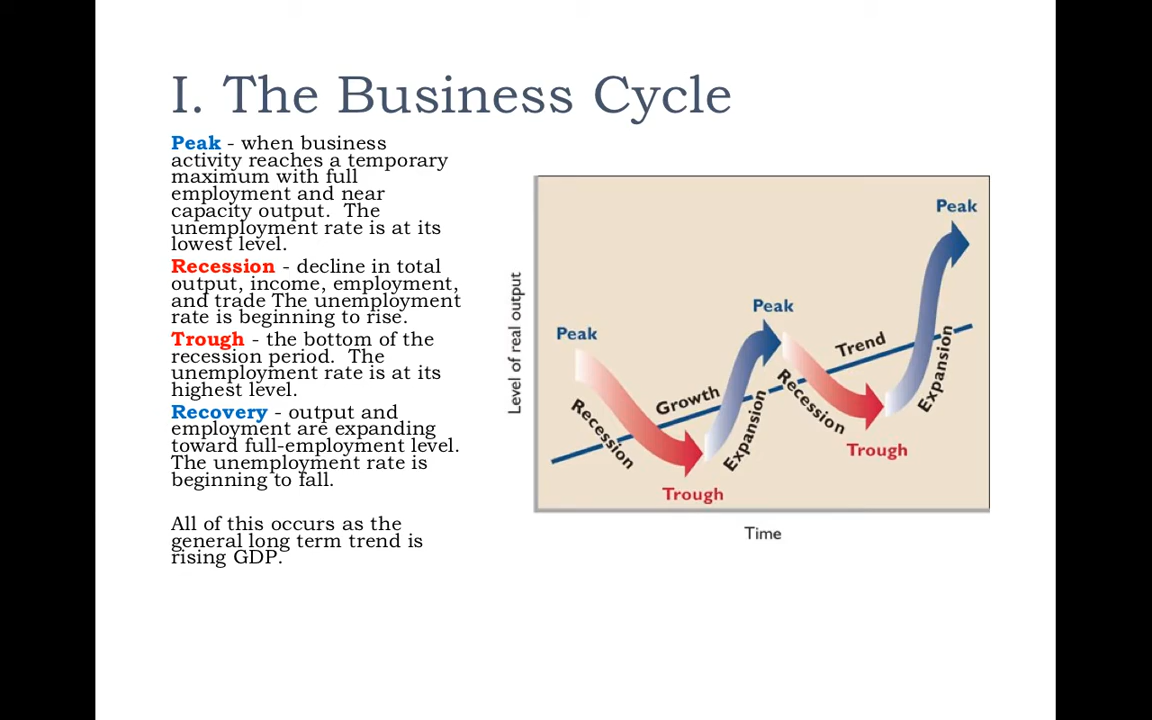 I. The Business Cycle
Peak - when business
activity reaches a temporary
maximum with full
employment and near
capacity output.  The
unemployment rate is at its
lowest level.
Recession - decline in total
output, income, employment,
and trade The unemployment
rate is beginning to rise.
Trough - the bottom of the
recession period.  The
unemployment rate is at its
highest level.
Recovery - output and
employment are expanding
toward full-employment level.
The unemployment rate is
beginning to fall.
All of this occurs as the
general long term trend is
rising GDP.
Level of real output
Peak
Recession
Trough
Growth
Expansion
Peak
Recession
Trend
Trough
Expansion
Peak
Time